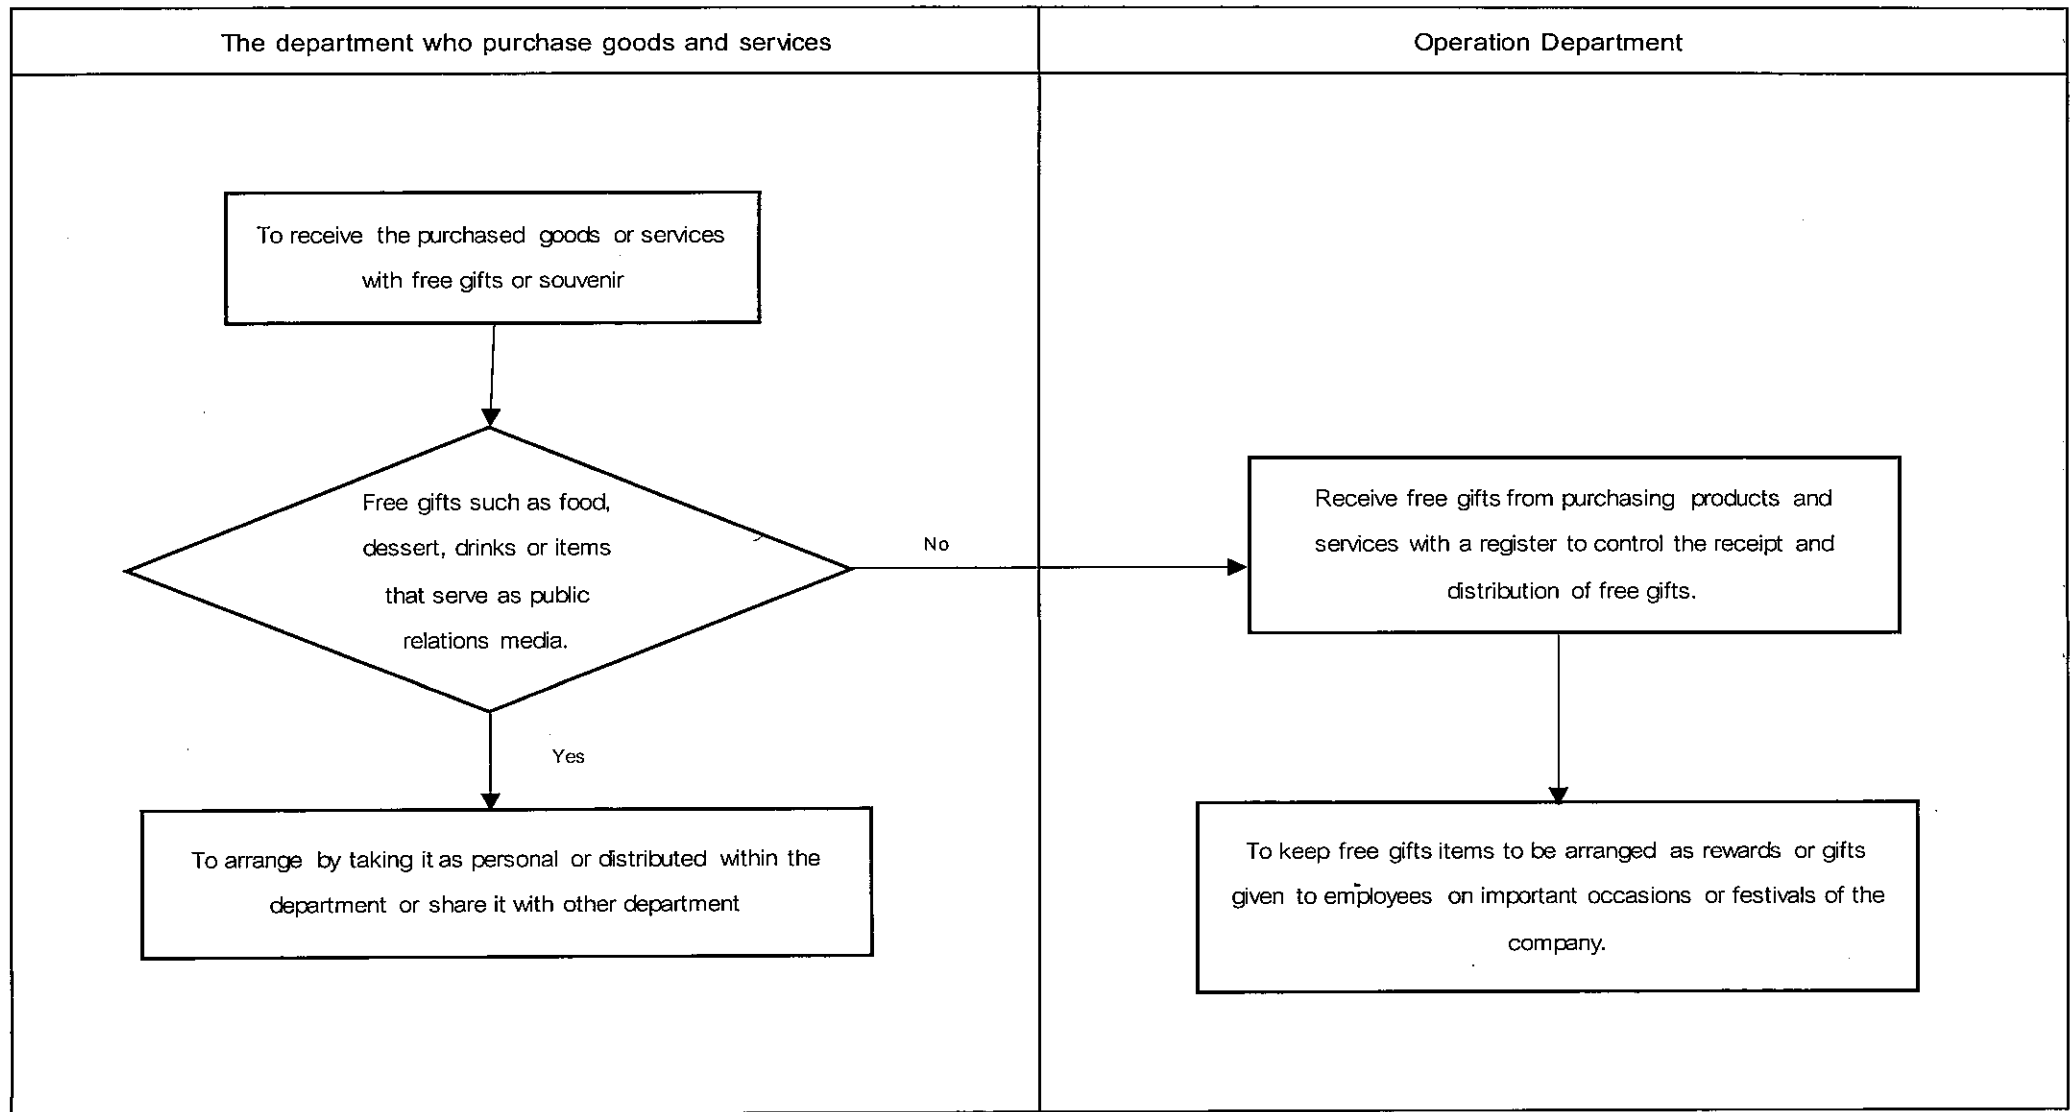 The department who purchase goods and services
Operation Department
To receive the purchased goods or services
with free gifts or souvenir
Free gifts such as food,
dessert, drinks or items
that serve as public
relations media.
No
Receive free gifts from purchasing products and
services with a register to control the receipt and
distribution of free gifts.
Yes
To arrange by taking it as personal or distributed within the
department or share it with other department
To keep free gifts items to be arranged as rewards or gifts
given to employees on important occasions or festivals of the
company.